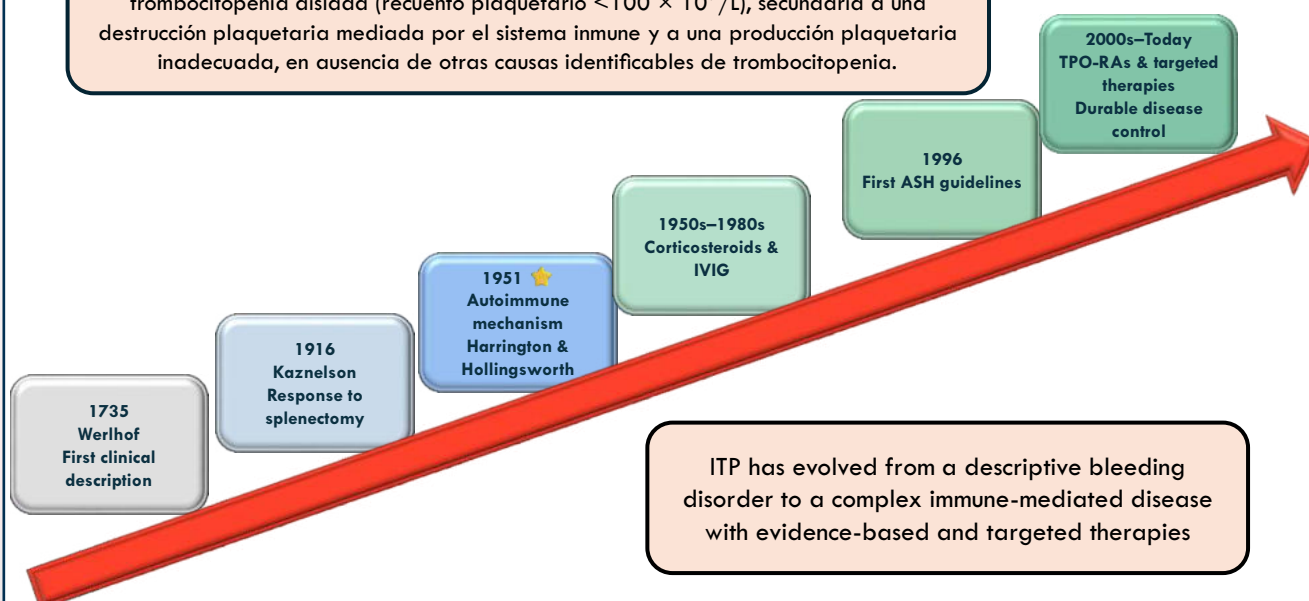 trombocitopenia aislada (recuento plaquetario <100 × 10⁹/L), secundaria a una
destrucción plaquetaria mediada por el sistema inmune y a una producción plaquetaria
inadecuada, en ausencia de otras causas identificables de trombocitopenia.
2000s–Today
TPO-RAs & targeted
therapies
Durable disease
control
1996
First ASH guidelines
1950s–1980s
Corticosteroids &
IVIG
1951 ⭐
Autoimmune
mechanism
Harrington &
Hollingsworth
1916
Kaznelson
Response to
splenectomy
1735
Werlhof
First clinical
description
ITP has evolved from a descriptive bleeding
disorder to a complex immune-mediated disease
with evidence-based and targeted therapies